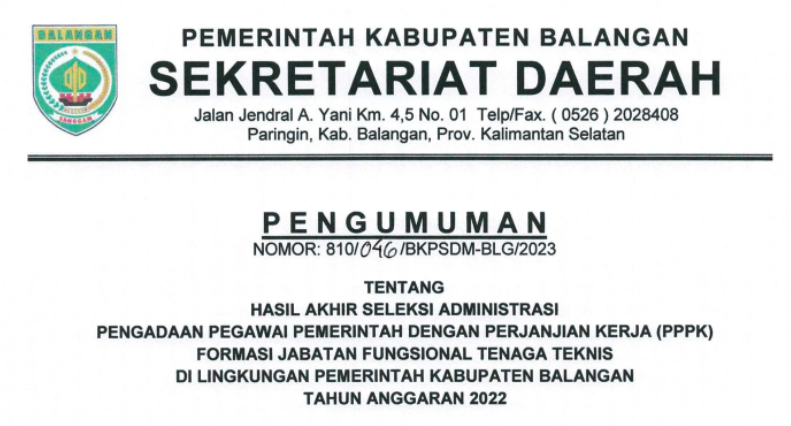 BALANGAN
SANGGAM
PEMERINTAH KABUPATEN BALANGAN
SEKRETARIAT DAERAH
Jalan Jendral A. Yani Km. 4,5 No. 01 Telp/Fax. ( 0526 ) 2028408
Paringin, Kab. Balangan, Prov. Kalimantan Selatan
PENGUMUMAN
NOMOR: 810/046/BKPSDM-BLG/2023
TENTANG
HASIL AKHIR SELEKSI ADMINISTRASI
PENGADAAN PEGAWAI PEMERINTAH DENGAN PERJANJIAN KERJA (PPPK)
FORMASI JABATAN FUNGSIONAL TENAGA TEKNIS
DI LINGKUNGAN PEMERINTAH KABUPATEN BALANGAN
TAHUN ANGGARAN 2022